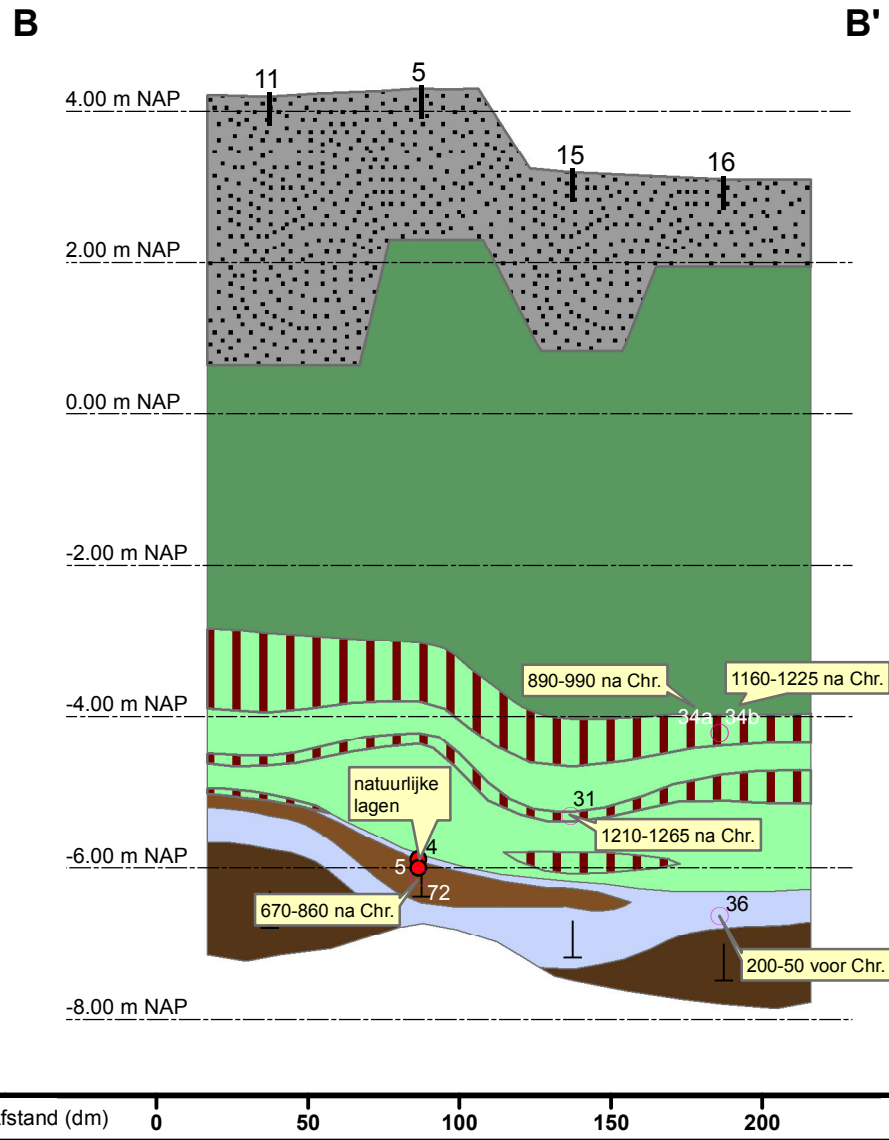 B
B'
11
5
4.00 m NAP
15
16
2.00 m NAP
0.00 m NAP
-2.00 m NAP
890-990 na Chr.
1160-1225 na Chr.
-4.00 m NAP
34a
34b
natuurlijke
lagen
31
1210-1265 na Chr.
4
-6.00 m NAP
5
72
670-860 na Chr.
36
200-50 voor Chr.
-8.00 m NAP
fstand (dm)
0
50
100
150
200